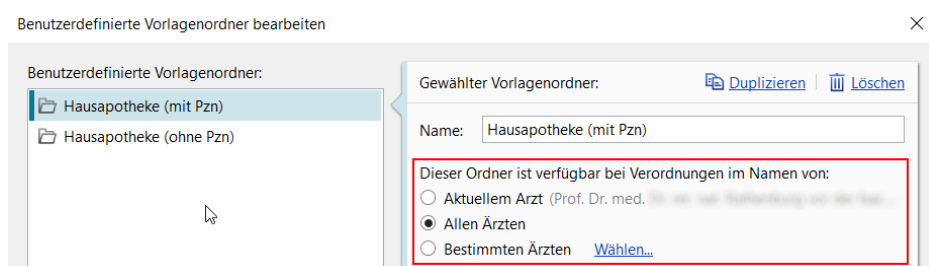 Benutzerdefinierte Vorlagenordner bearbeiten
Benutzerdefinierte Vorlagenordner:
Hausapotheke (mit Pzn)
Hausapotheke (ohne Pzn)
Gewählter Vorlagenordner: Duplizieren Löschen
Name: Hausapotheke (mit Pzn)
Dieser Ordner ist verfügbar bei Verordnungen im Namen von:
Aktuellem Arzt (Prof. Dr. med.
Allen Ärzten
Bestimmten Ärzten Wählen...